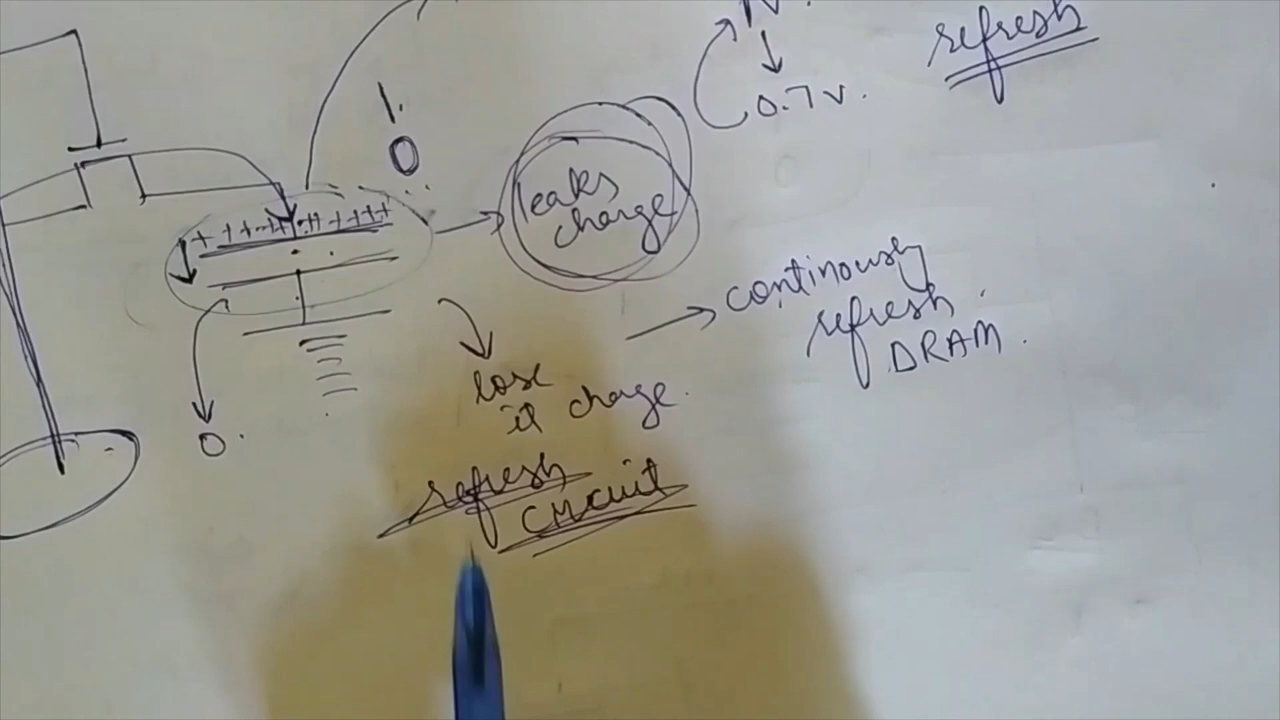 refresh
0.7v.
1.
0
leaks
charge
+ ++++ ++++++
continously
refresh
DRAM.
lose
it charge.
0.
refresh
circuit